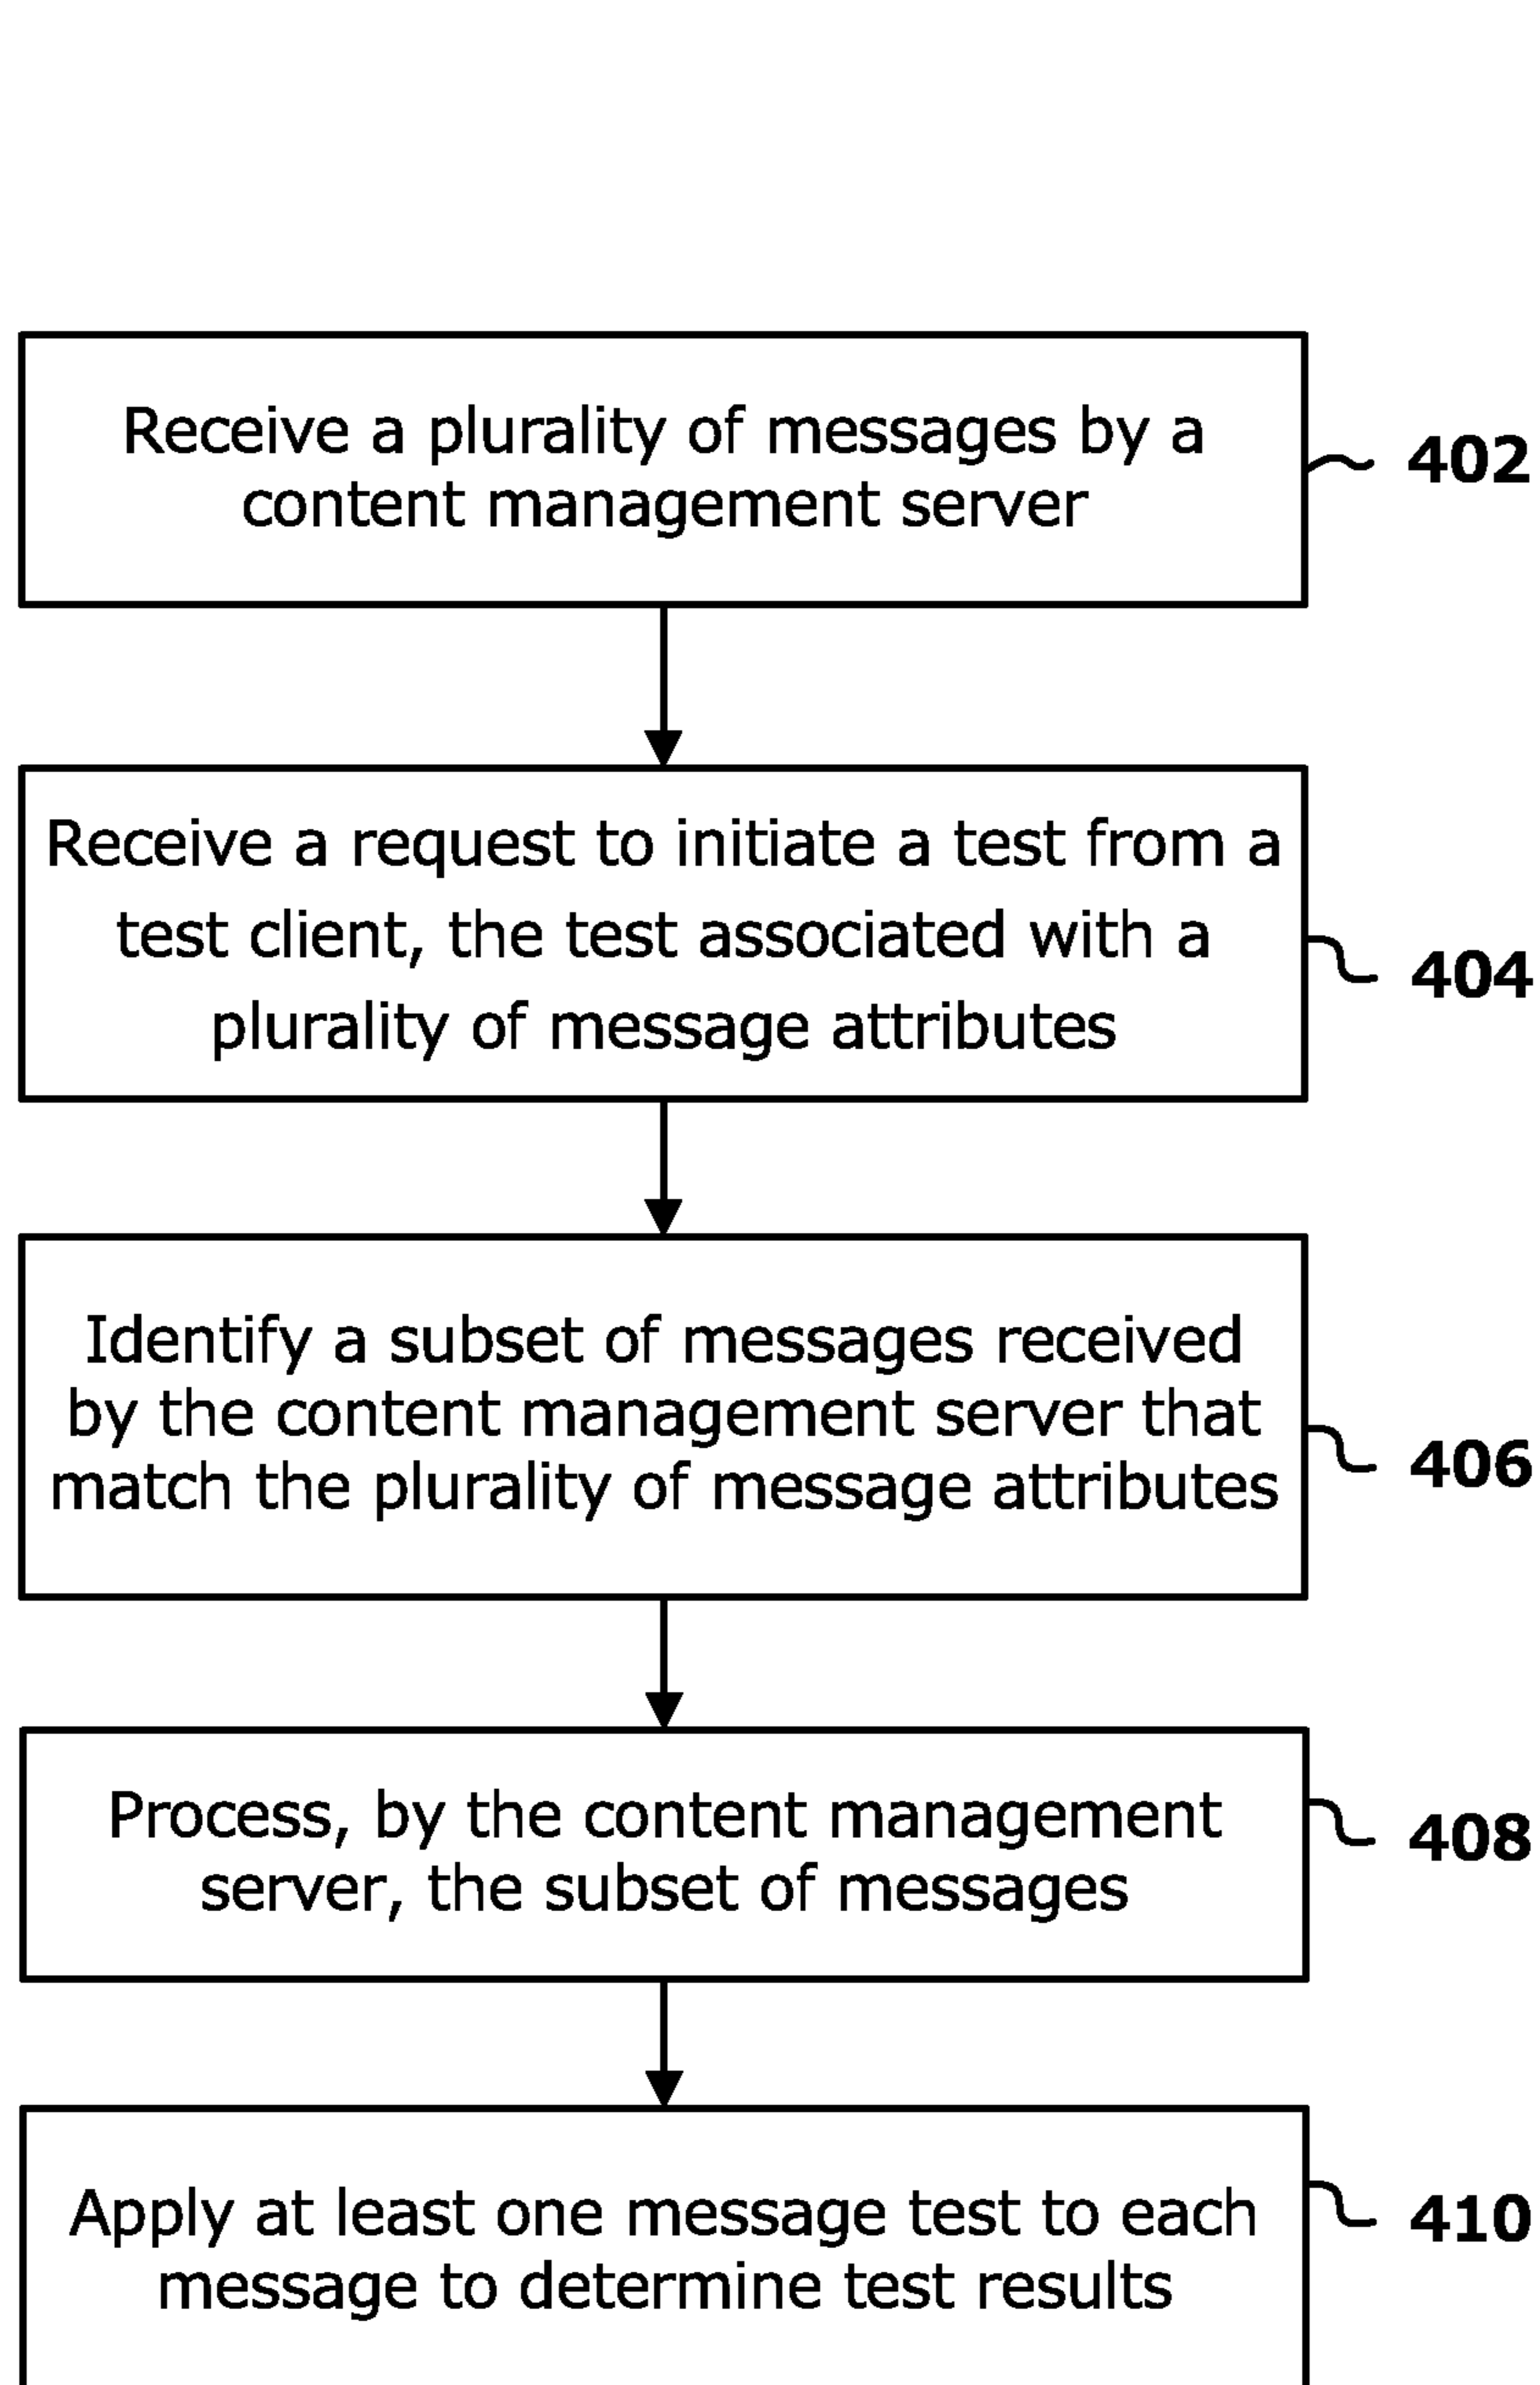 Receive a plurality of messages by a
content management server
402
Receive a request to initiate a test from a
test client, the test associated with a
plurality of message attributes
404
Identify a subset of messages received
by the content management server that
match the plurality of message attributes
406
Process, by the content management
server, the subset of messages
408
Apply at least one message test to each
message to determine test results
410